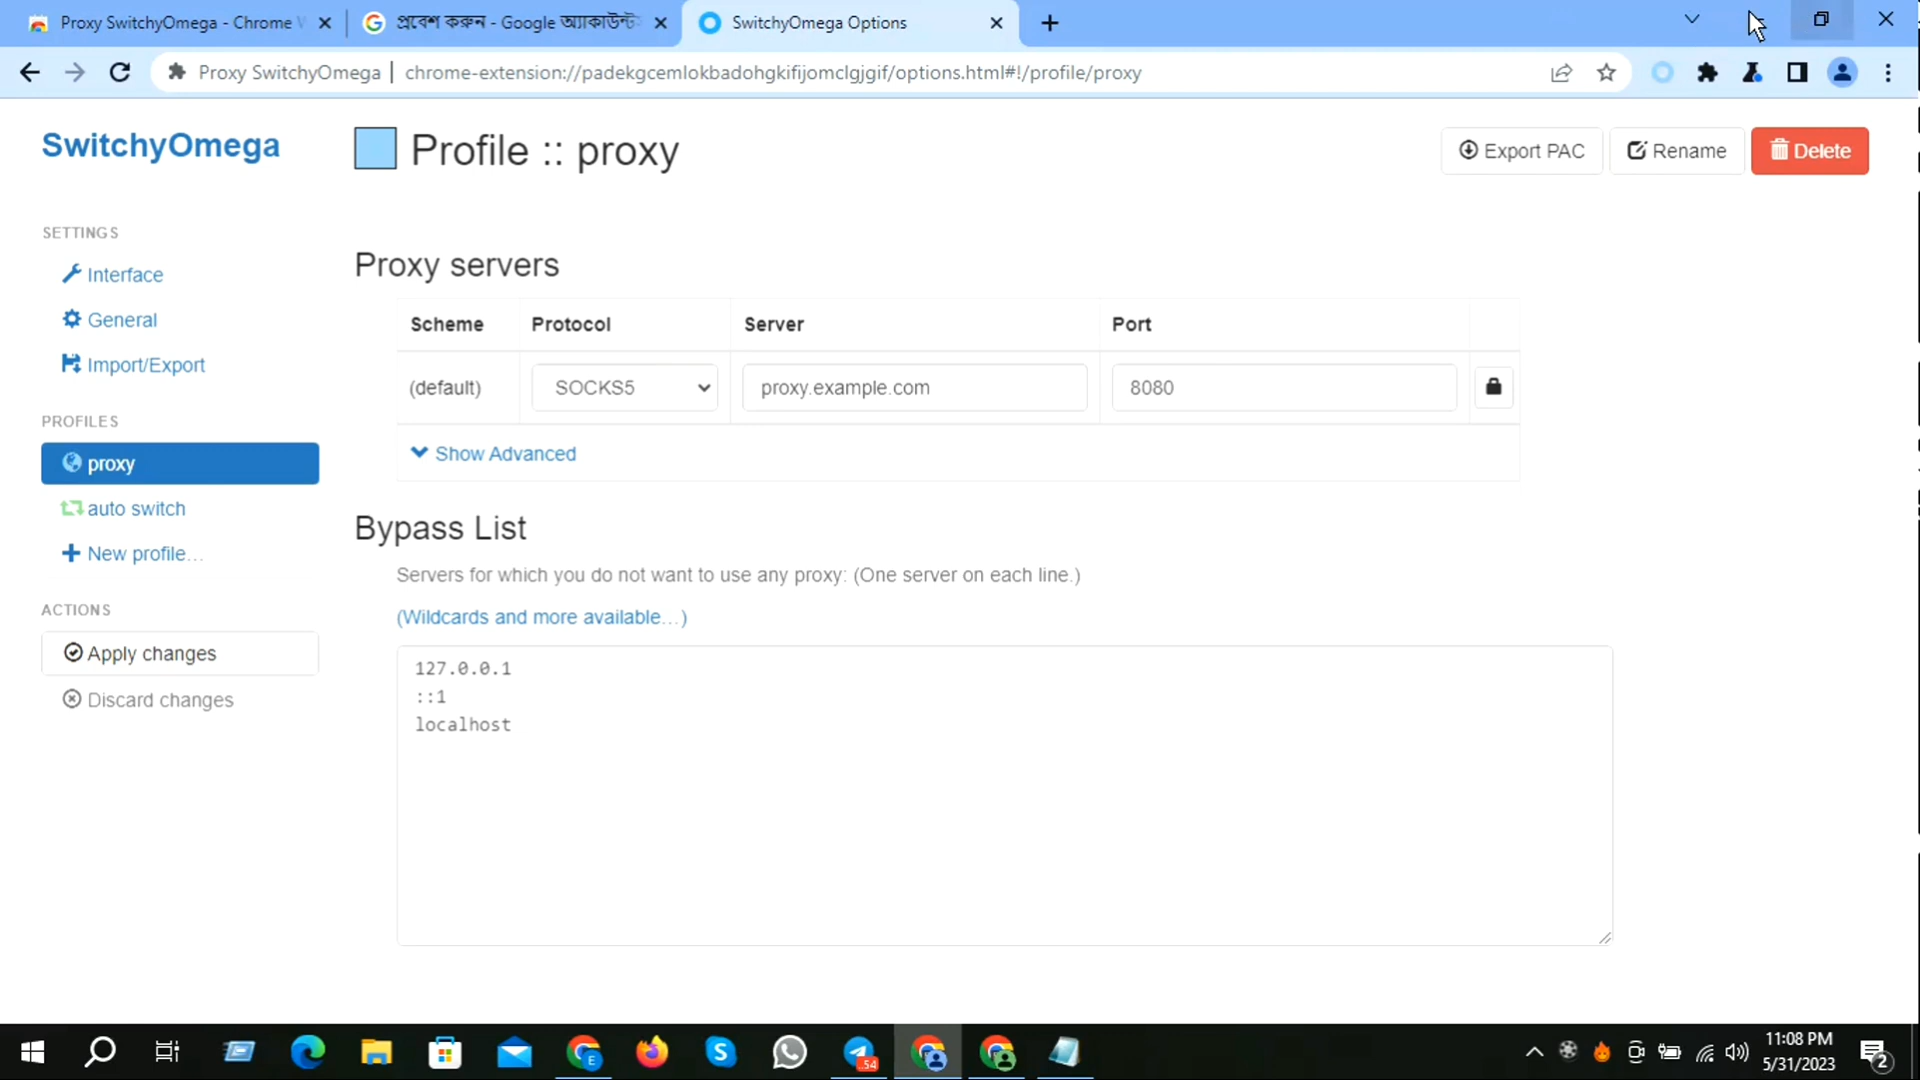 Proxy SwitchyOmega - Chrome
প্রবেশ করুন - Google অ্যাকাউন্ট
SwitchyOmega Options
Proxy SwitchyOmega | chrome-extension://padekgcemlokbadohgkifijomclgjgif/options.html#!/profile/proxy
SwitchyOmega
Profile :: proxy
Export PAC
Rename
Delete
SETTINGS
Interface
General
Import/Export
PROFILES
proxy
auto switch
New profile…
ACTIONS
Apply changes
Discard changes
Proxy servers
Scheme Protocol Server Port
(default) SOCKS5 proxy.example.com 8080
Show Advanced
Bypass List
Servers for which you do not want to use any proxy: (One server on each line.)
(Wildcards and more available…)
127.0.0.1
::1
localhost
E
54
11:08 PM
5/31/2023
2